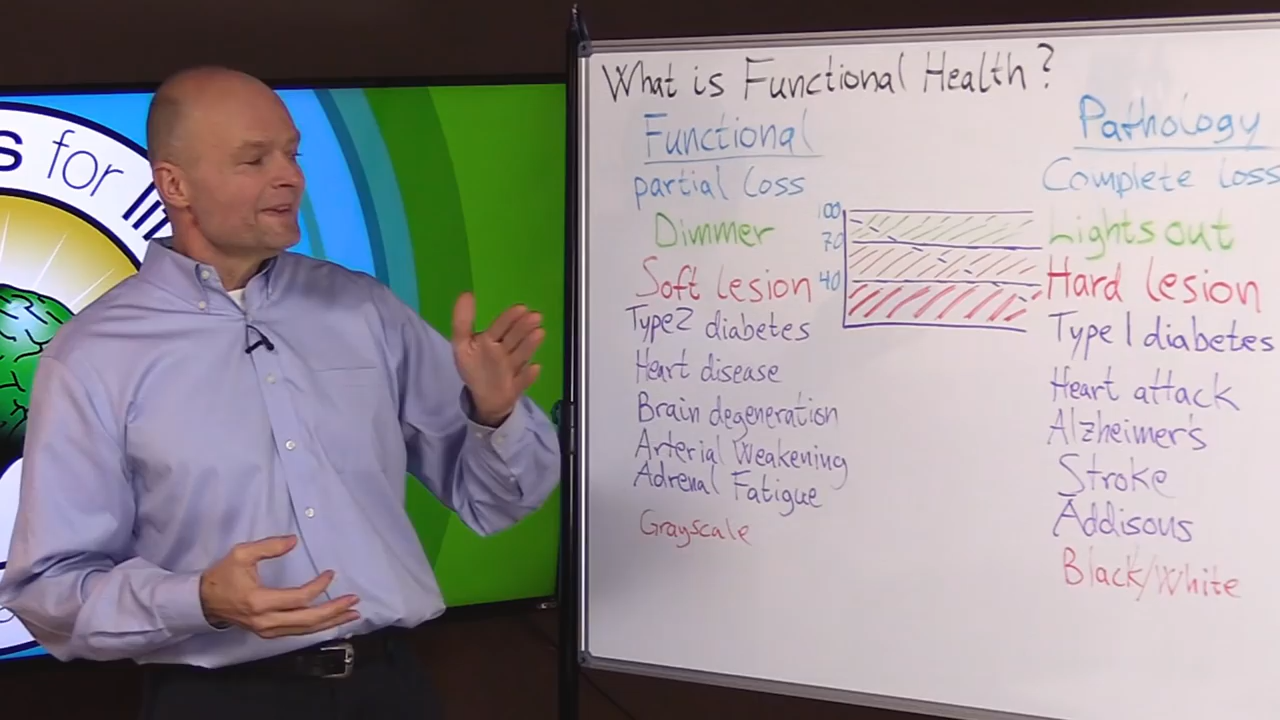 s for
What is Functional Health?
Functional
partial loss
Dimmer
Soft lesion
Type2 diabetes
Heart disease
Brain degeneration
Arterial Weakening
Adrenal Fatigue
Grayscale
100
70
40
Pathology
Complete loss
Lights out
Hard lesion
Type 1 diabetes
Heart attack
Alzheimer's
Stroke
Addisons
Black/White